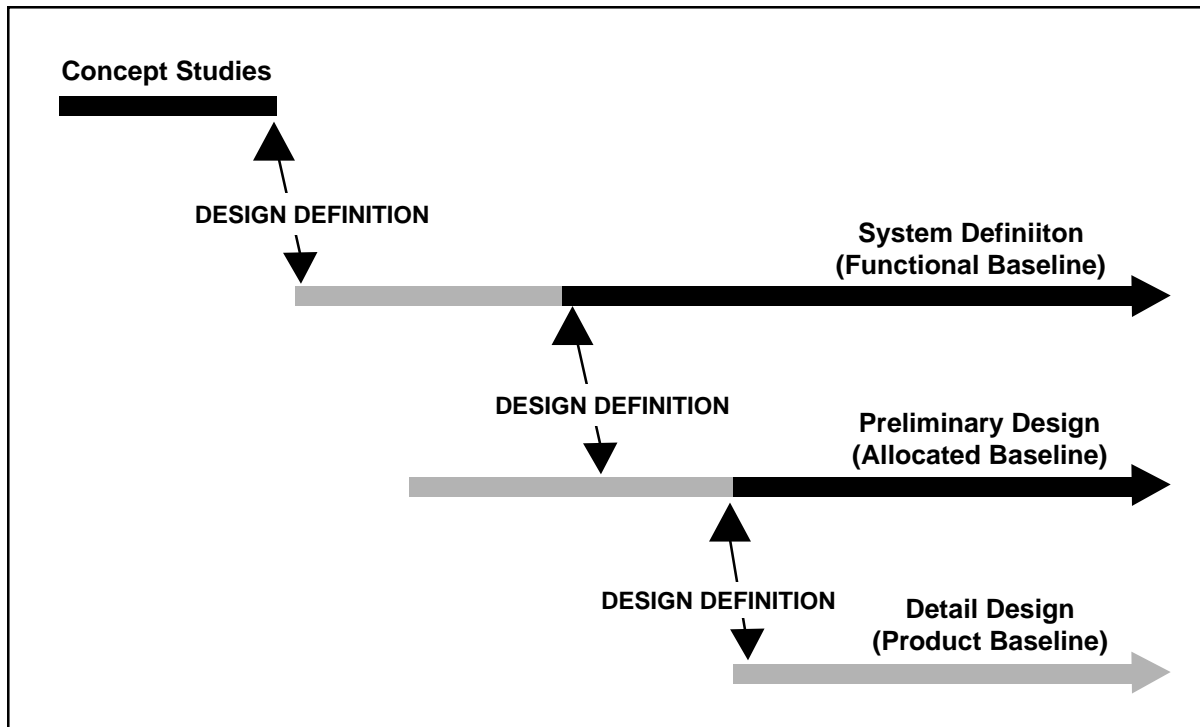 Concept Studies
DESIGN DEFINITION
System Definiiton
(Functional Baseline)
DESIGN DEFINITION
Preliminary Design
(Allocated Baseline)
DESIGN DEFINITION
Detail Design
(Product Baseline)